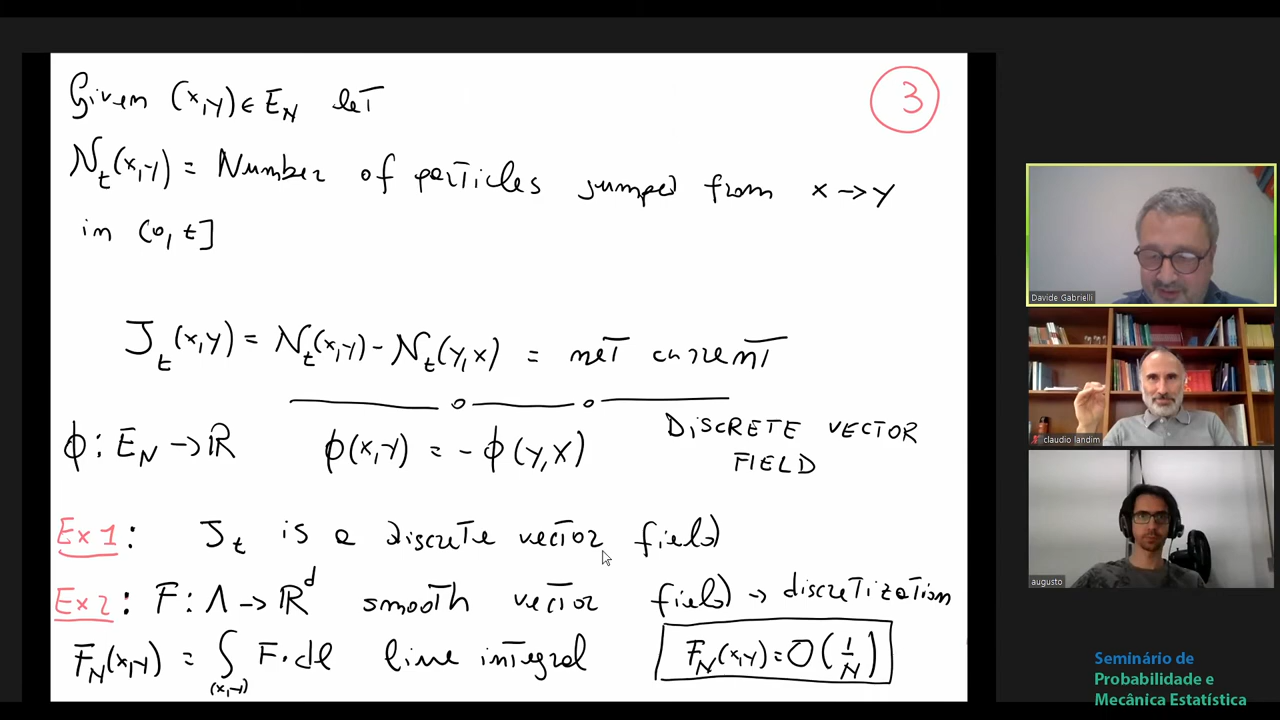 Given (x,y) ∈ E_N let
3
N_t(x,y) = Number of particles jumped from x → y
in (0, t]
J_t(x,y) = N_t(x,y) - N_t(y,x) = net current
ϕ: E_N → ℝ ϕ(x,y) = - ϕ(y,x) DISCRETE VECTOR
FIELD
Ex 1: J_t is a discrete vector field
Ex 2: F: Λ → ℝ^d smooth vector field → discretization
F_N(x,y) = ∫_(x,y) F·dl line integral F_N(x,y) = O(1/N)
Davide Gabrielli
claudio landim
augusto
Seminário de
Probabilidade e
Mecânica Estatística